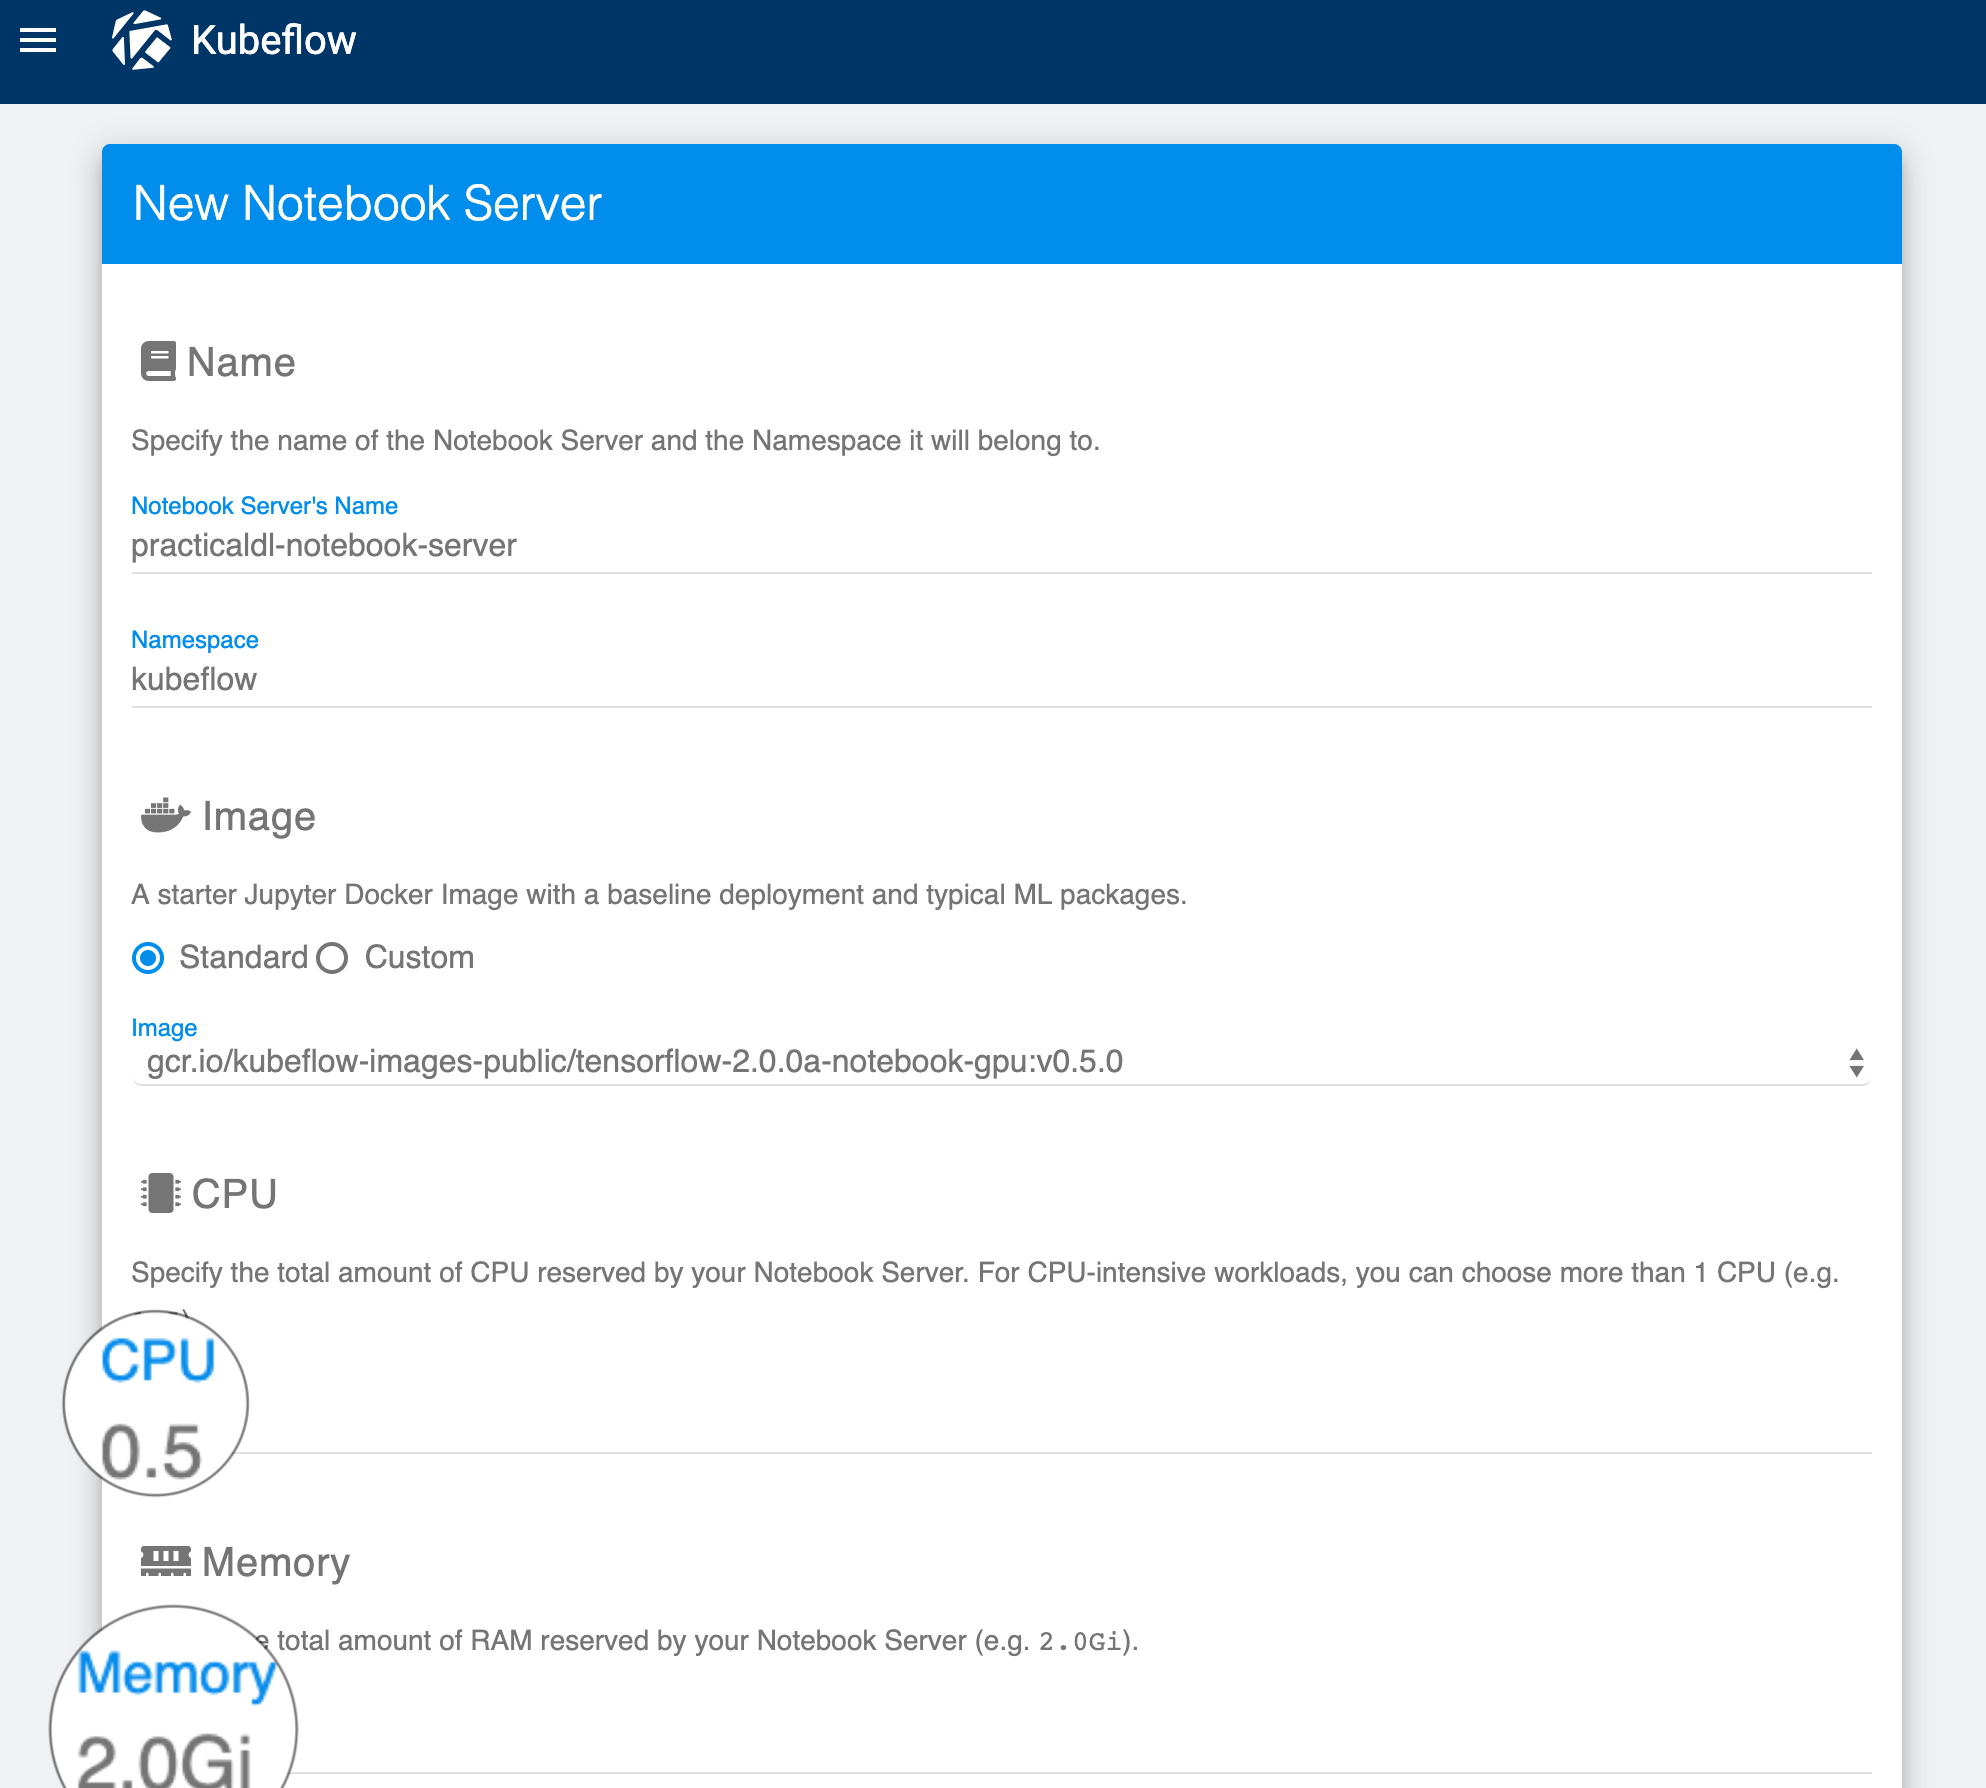 Kubeflow
New Notebook Server
Name
Specify the name of the Notebook Server and the Namespace it will belong to.
Notebook Server's Name
practicaldl-notebook-server
Namespace
kubeflow
Image
A starter Jupyter Docker Image with a baseline deployment and typical ML packages.
Standard Custom
Image
gcr.io/kubeflow-images-public/tensorflow-2.0.0a-notebook-gpu:v0.5.0
CPU
Specify the total amount of CPU reserved by your Notebook Server. For CPU-intensive workloads, you can choose more than 1 CPU (e.g.
CPU
0.5
Memory
total amount of RAM reserved by your Notebook Server (e.g. 2.0Gi).
Memory
2.0Gi